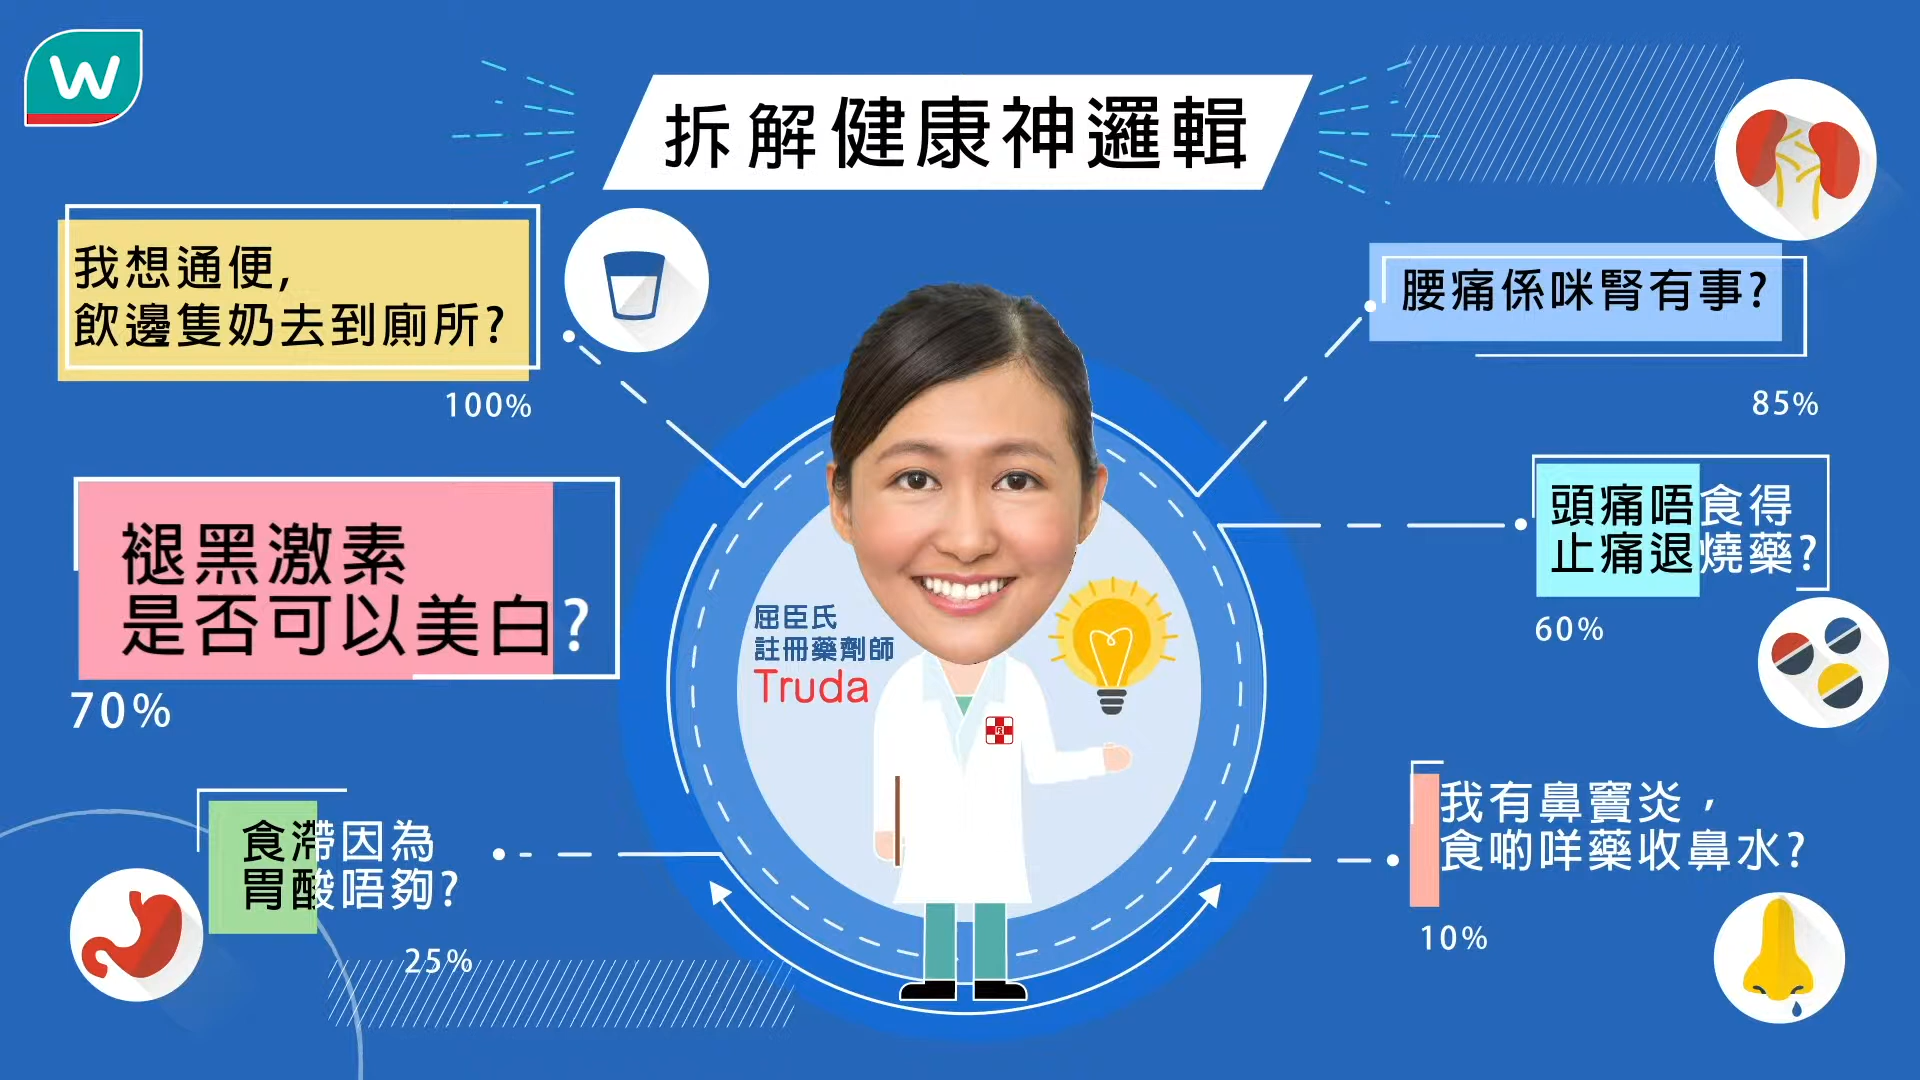 W
拆解健康神邏輯
我想通便,
飲邊隻奶去到廁所?
100%
褪黑激素
是否可以美白?
70%
食滯因為
胃酸唔夠?
25%
屈臣氏
註冊藥劑師
Truda
腰痛係咪腎有事?
85%
頭痛唔食得
止痛退燒藥?
60%
我有鼻竇炎，
食啲咩藥收鼻水?
10%